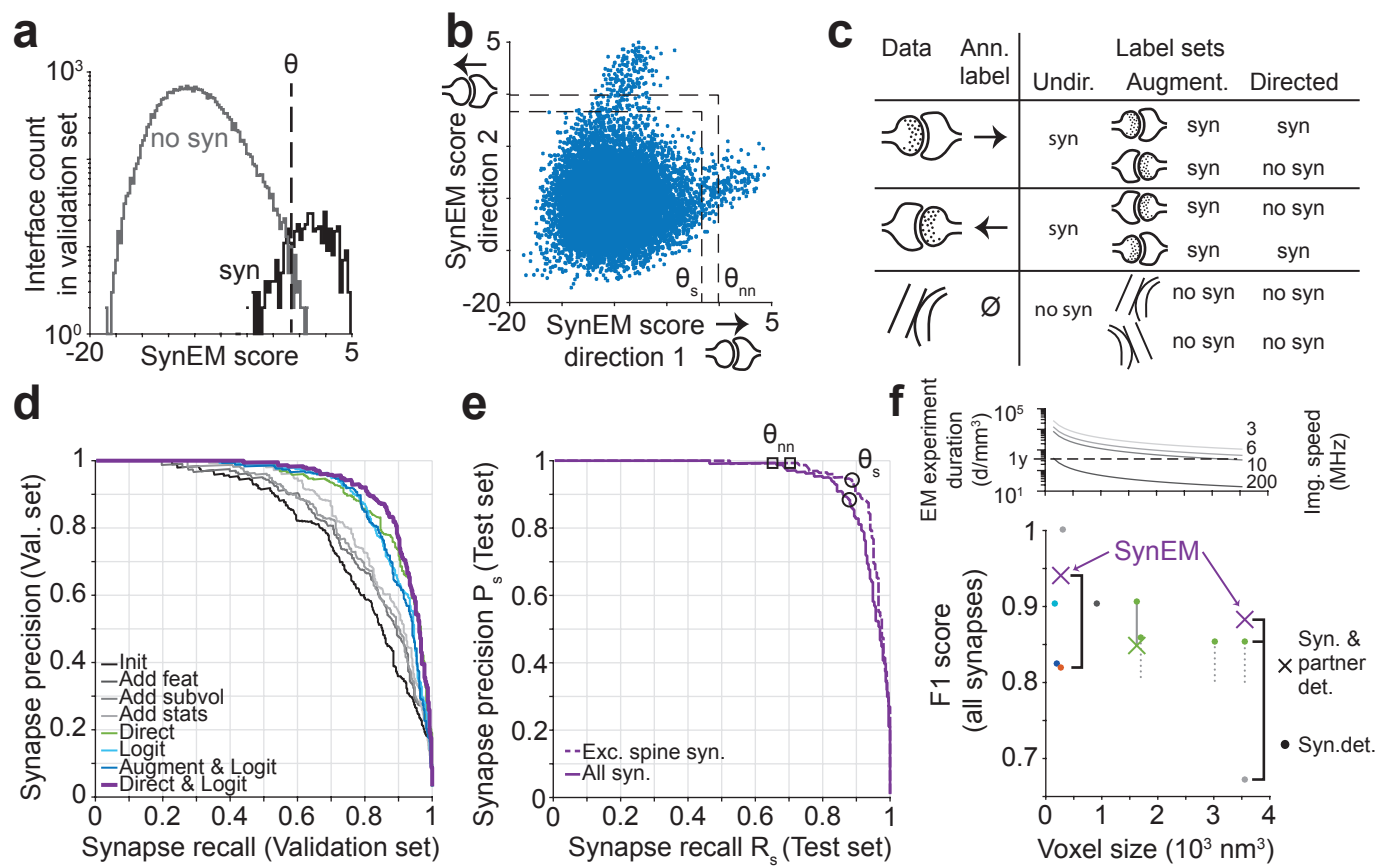 a
10³
θ
no syn
syn
Interface count
in validation set
10⁰
-20
SynEM score
5
b
5
SynEM score
direction 2
θs
θnn
-20
-20
SynEM score
5
direction 1
c
Data
Ann.
label
Label sets
Undir.
Augment.
Directed
syn
syn
syn
syn
no syn
syn
syn
no syn
syn
syn
Ø
no syn
no syn
no syn
no syn
no syn
d
1
0.8
0.6
0.4
0.2
0
Synapse precision (Val. set)
Init
Add feat
Add subvol
Add stats
Direct
Logit
Augment & Logit
Direct & Logit
0
0.2
0.4
0.6
0.8
1
Synapse recall (Validation set)
e
θnn
θs
1
0.8
0.6
0.4
0.2
0
Synapse precision Ps (Test set)
Exc. spine syn.
All syn.
0
0.2
0.4
0.6
0.8
1
Synapse recall Rs (Test set)
f
EM experiment
duration
(d/mm³)
10⁵
1y
10¹
3
6
10
200
Img. speed
(MHz)
1
0.9
0.8
0.7
F1 score
(all synapses)
SynEM
Syn. &
partner
det.
Syn.det.
0
1
2
3
4
Voxel size (10³ nm³)